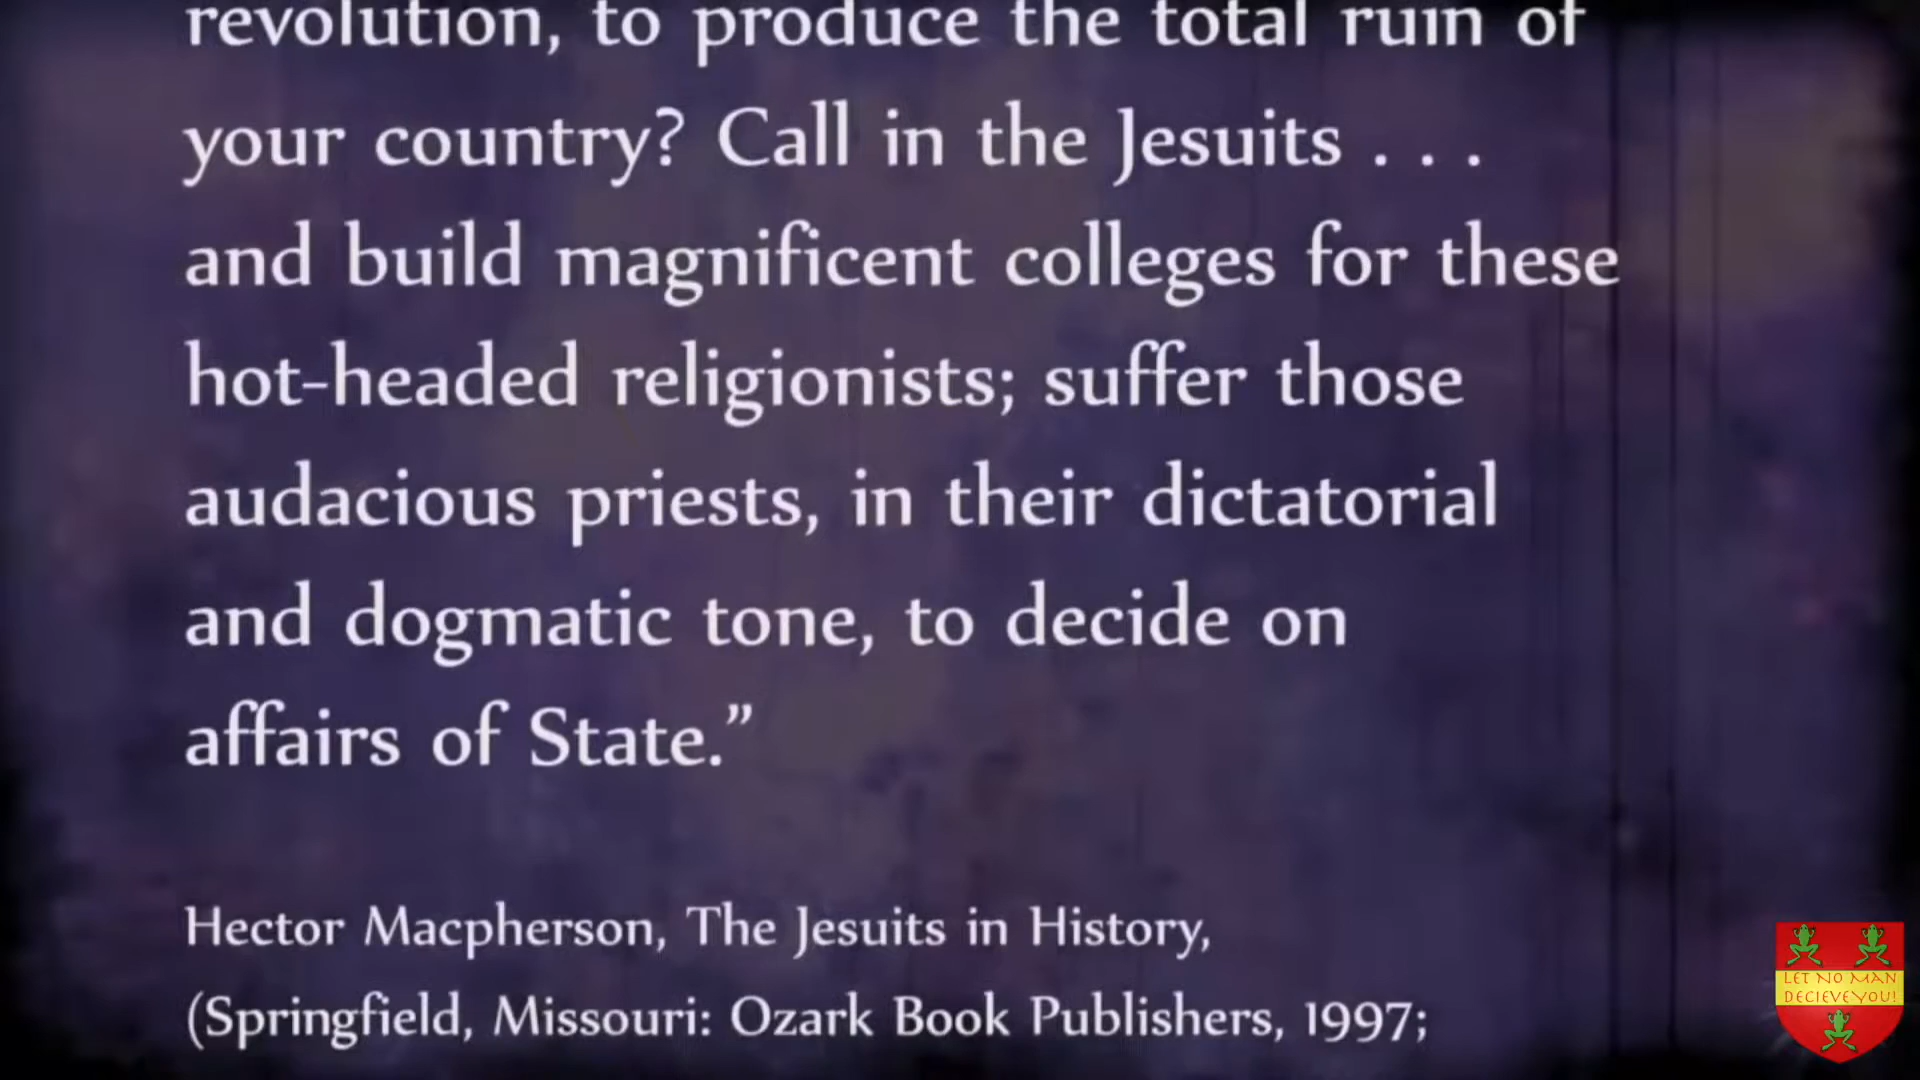 revolution, to produce the total ruin of
your country? Call in the Jesuits . . .
and build magnificent colleges for these
hot-headed religionists; suffer those
audacious priests, in their dictatorial
and dogmatic tone, to decide on
affairs of State.”
Hector Macpherson, The Jesuits in History,
(Springfield, Missouri: Ozark Book Publishers, 1997;
LET NO MAN
DECIEVE YOU!